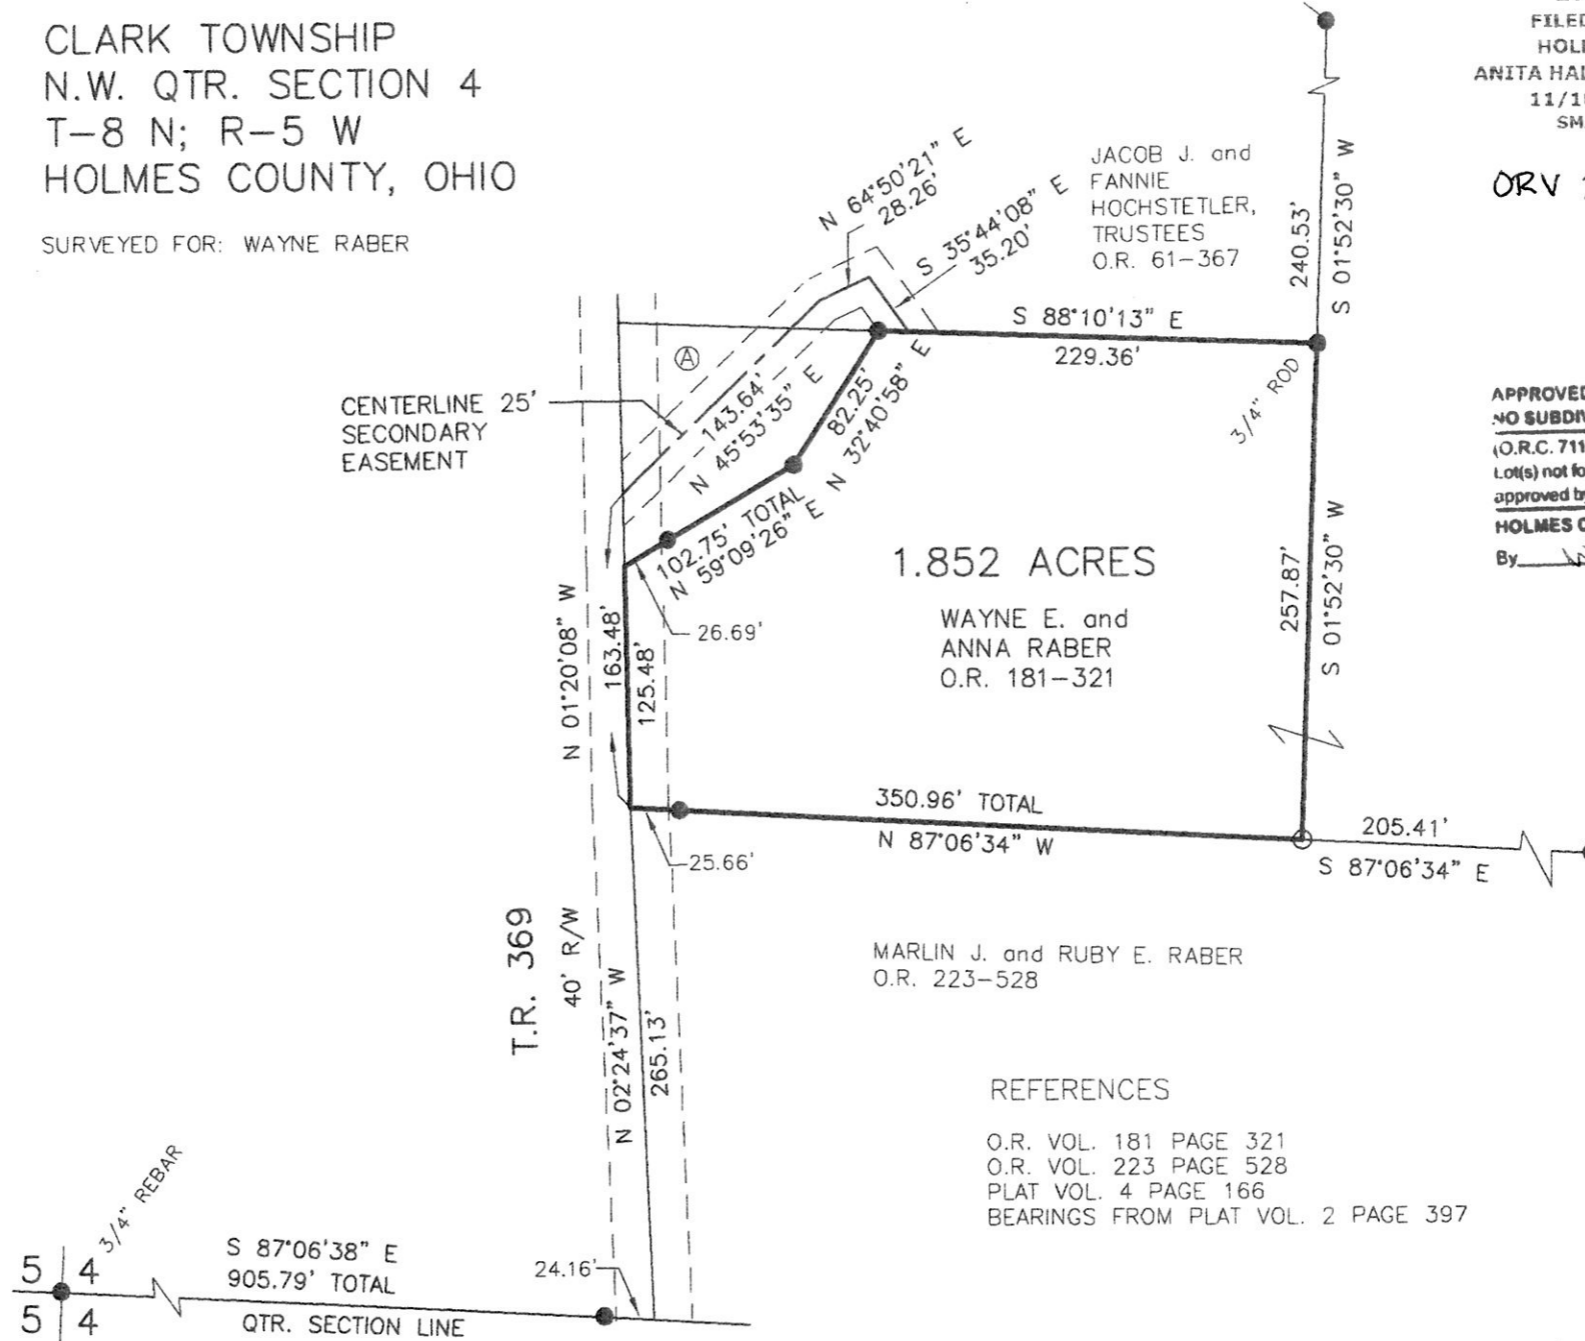 CLARK TOWNSHIP
N.W. QTR. SECTION 4
T-8 N; R-5 W
HOLMES COUNTY, OHIO
SURVEYED FOR: WAYNE RABER
FILED
ANITA
11/1
SM
ORV
JACOB J. and
FANNIE
HOCHSTETLER,
TRUSTEES
O.R. 61-367
N 64°50'21" E
28.26'
S 35°44'08" E
35.20'
240.53'
S 01°52'30" W
S 88°10'13" E
229.36'
3/4" ROD
A
CENTERLINE 25'
SECONDARY
EASEMENT
143.64'
N 45°53'35" E
82.25'
N 32°40'58" E
102.75' TOTAL
N 59°09'26" E
26.69'
APPROVED
(O.R.C. 711
Lot(s) not
approved
HOLMES
By
1.852 ACRES
WAYNE E. and
ANNA RABER
O.R. 181-321
257.87'
S 01°52'30" W
N 01°20'08" W
163.48'
125.48'
350.96' TOTAL
N 87°06'34" W
25.66'
205.41'
S 87°06'34" E
T.R. 369
40' R/W
N 02°24'37" W
265.13'
MARLIN J. and RUBY E. RABER
O.R. 223-528
REFERENCES
O.R. VOL. 181 PAGE 321
O.R. VOL. 223 PAGE 528
PLAT VOL. 4 PAGE 166
BEARINGS FROM PLAT VOL. 2 PAGE 397
3/4" REBAR
5 4
5 4
S 87°06'38" E
905.79' TOTAL
QTR. SECTION LINE
24.16'